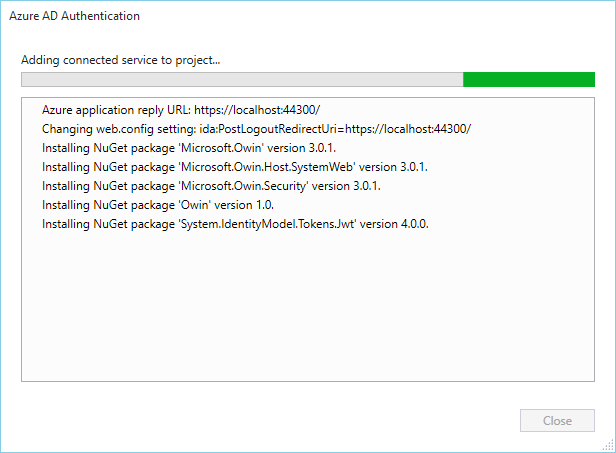 Azure AD Authentication
Adding connected service to project...
Azure application reply URL: https://localhost:44300/
Changing web.config setting: ida:PostLogoutRedirectUri=https://localhost:44300/
Installing NuGet package 'Microsoft.Owin' version 3.0.1.
Installing NuGet package 'Microsoft.Owin.Host.SystemWeb' version 3.0.1.
Installing NuGet package 'Microsoft.Owin.Security' version 3.0.1.
Installing NuGet package 'Owin' version 1.0.
Installing NuGet package 'System.IdentityModel.Tokens.Jwt' version 4.0.0.
Close